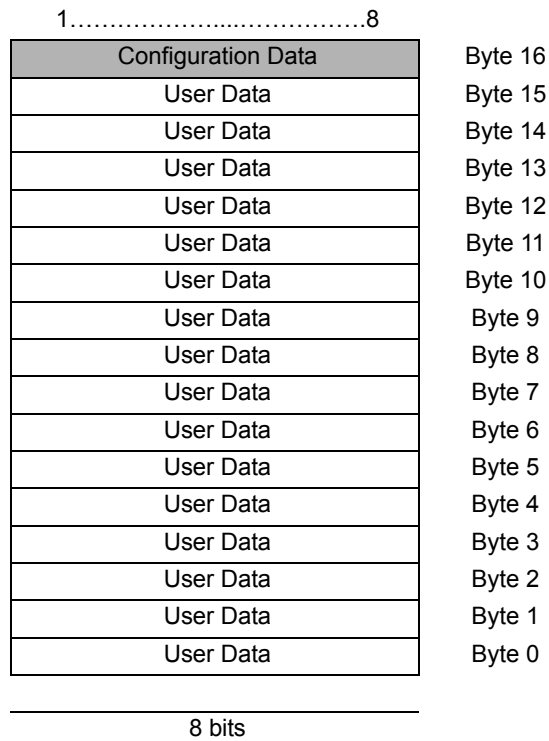 1………………....……………8
Configuration Data Byte 16
User Data Byte 15
User Data Byte 14
User Data Byte 13
User Data Byte 12
User Data Byte 11
User Data Byte 10
User Data Byte 9
User Data Byte 8
User Data Byte 7
User Data Byte 6
User Data Byte 5
User Data Byte 4
User Data Byte 3
User Data Byte 2
User Data Byte 1
User Data Byte 0
8 bits